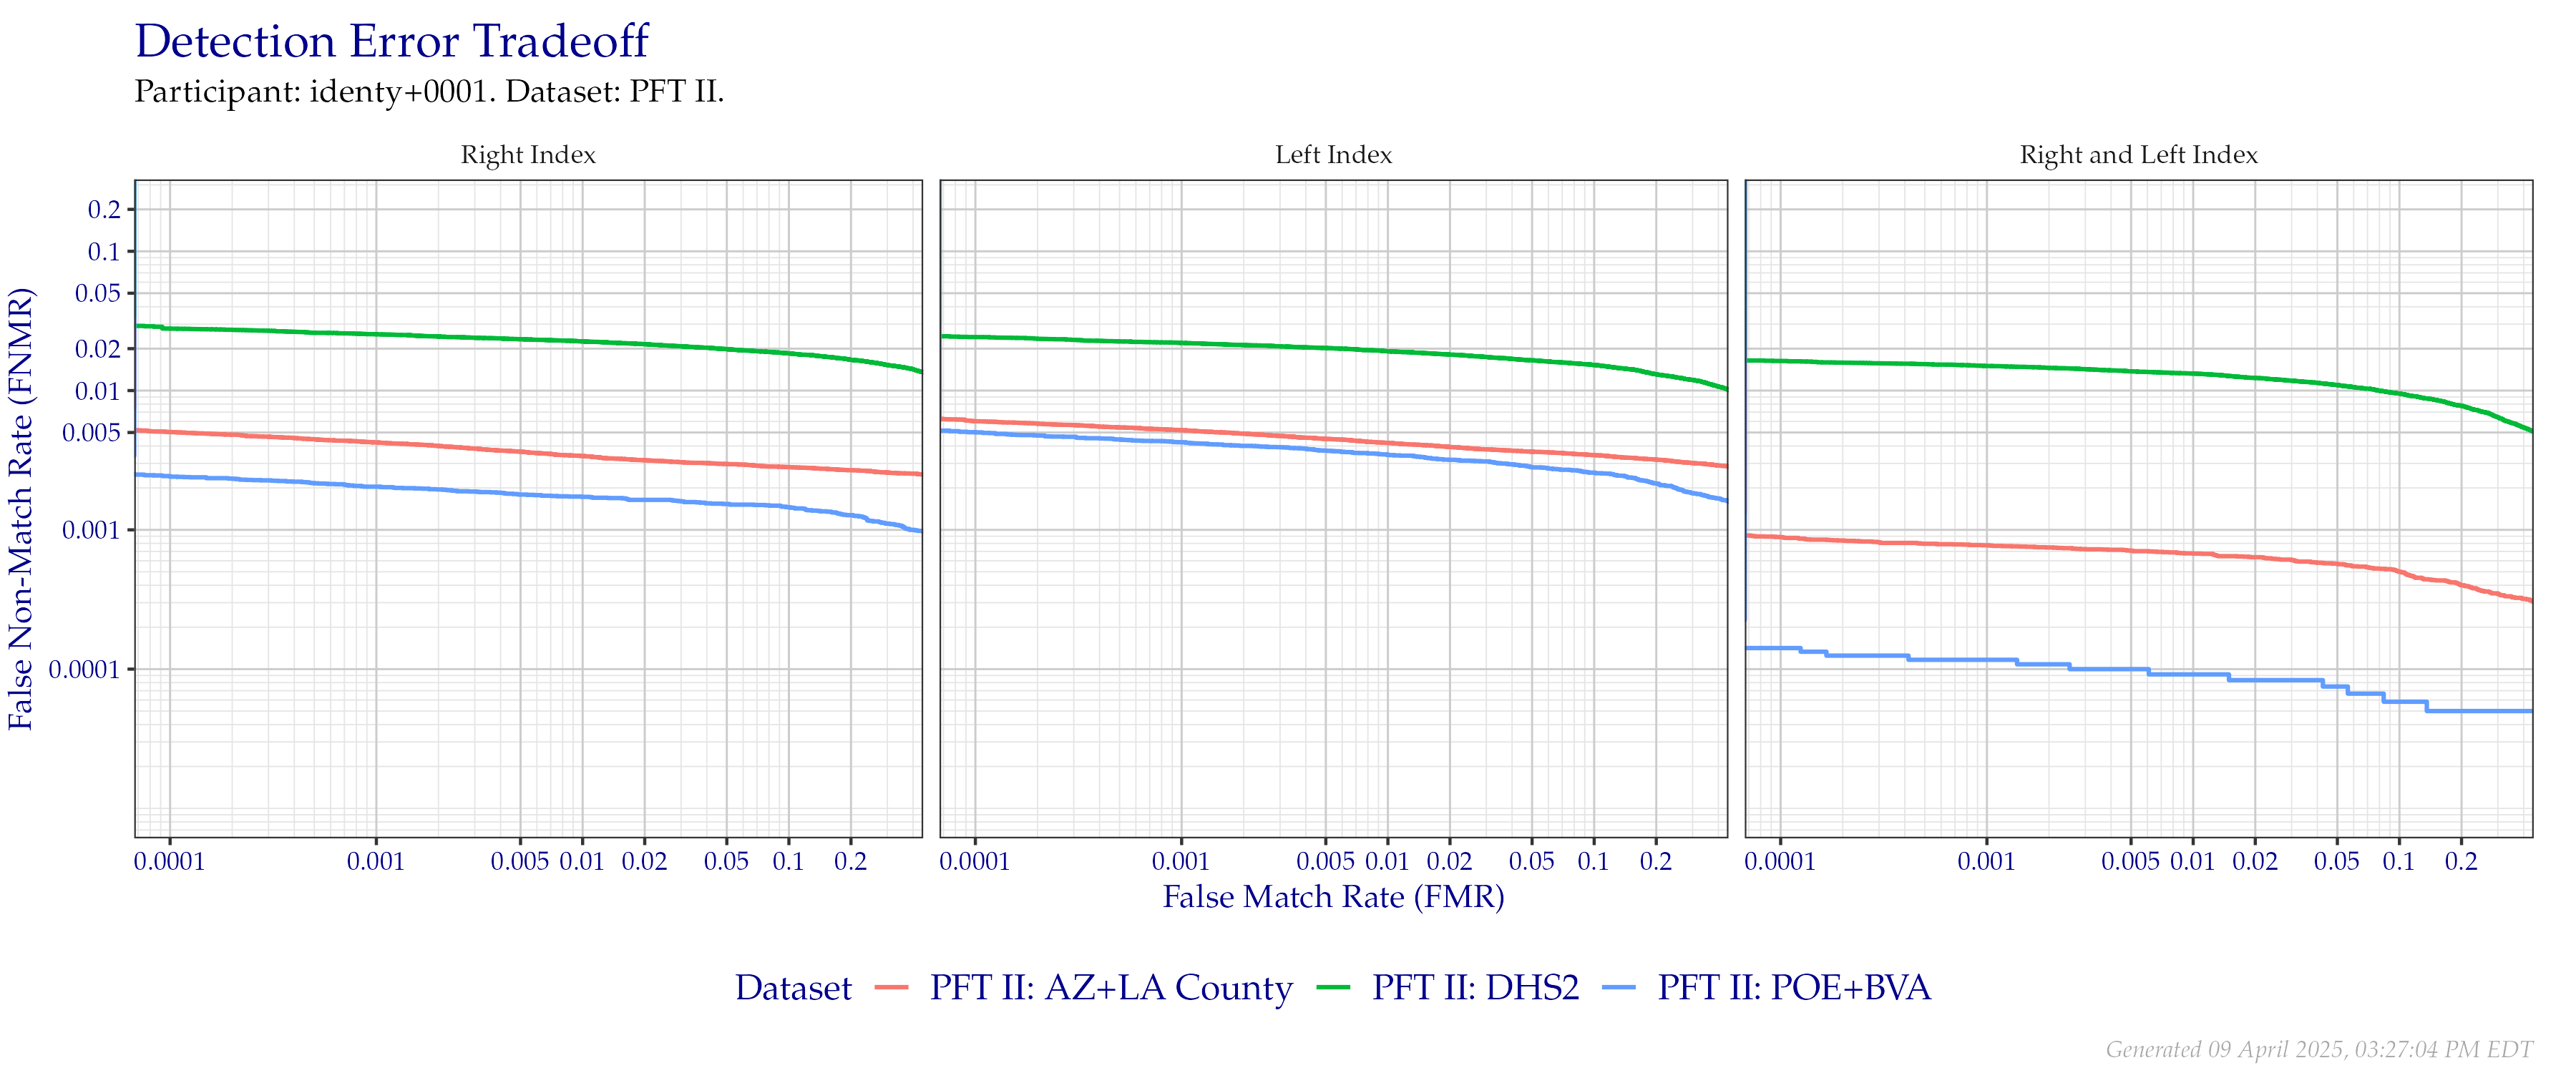 Detection Error Tradeoff
Participant: identy+0001. Dataset: PFT II.
Right Index
Left Index
Right and Left Index
False Non-Match Rate (FNMR)
0.2
0.1
0.05
0.02
0.01
0.005
0.001
0.0001
0.0001 0.001 0.005 0.01 0.02 0.05 0.1 0.2
0.0001 0.001 0.005 0.01 0.02 0.05 0.1 0.2
0.0001 0.001 0.005 0.01 0.02 0.05 0.1 0.2
False Match Rate (FMR)
Dataset PFT II: AZ+LA County PFT II: DHS2 PFT II: POE+BVA
Generated 09 April 2025, 03:27:04 PM EDT